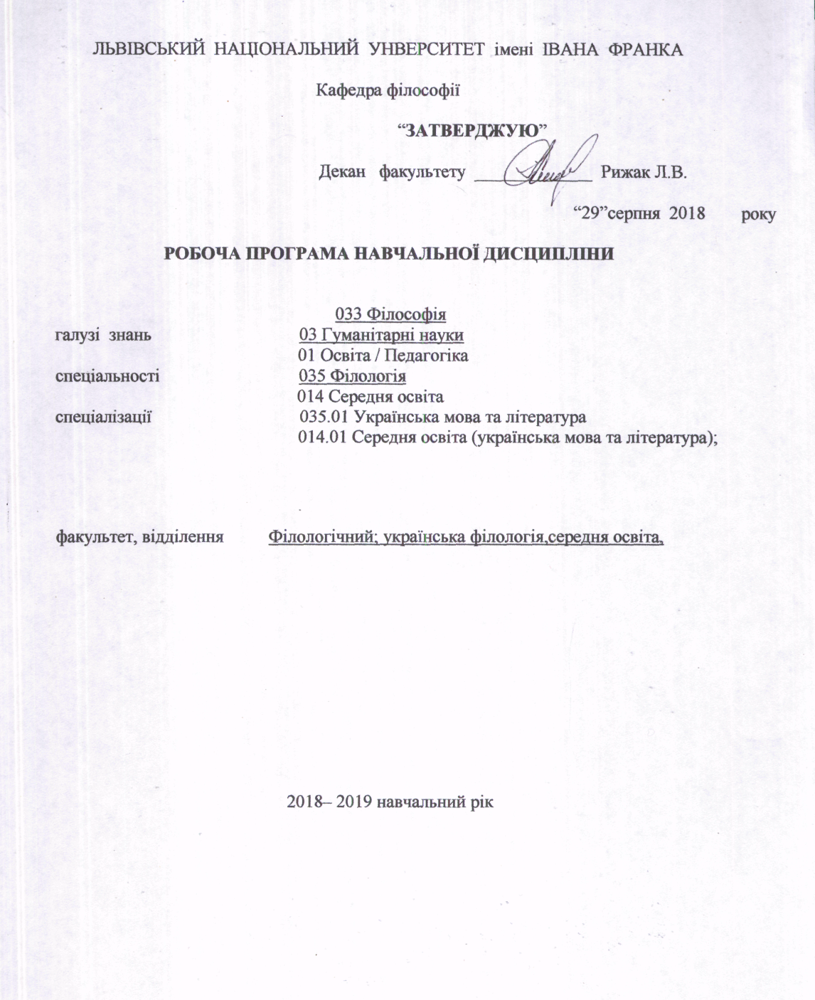 ЛЬВІВСЬКИЙ НАЦІОНАЛЬНИЙ УНВЕРСИТЕТ імені ІВАНА ФРАНКА
Кафедра філософії
“ЗАТВЕРДЖУЮ”
Декан факультету ______________ Рижак Л.В.
“29”серпня 2018 року
РОБОЧА ПРОГРАМА НАВЧАЛЬНОЇ ДИСЦИПЛІНИ
033 Філософія
галузі знань 03 Гуманітарні науки
01 Освіта / Педагогіка
спеціальності 035 Філологія
014 Середня освіта
спеціалізації 035.01 Українська мова та література
014.01 Середня освіта (українська мова та література);
факультет, відділення Філологічний; українська філологія,середня освіта,
2018– 2019 навчальний рік